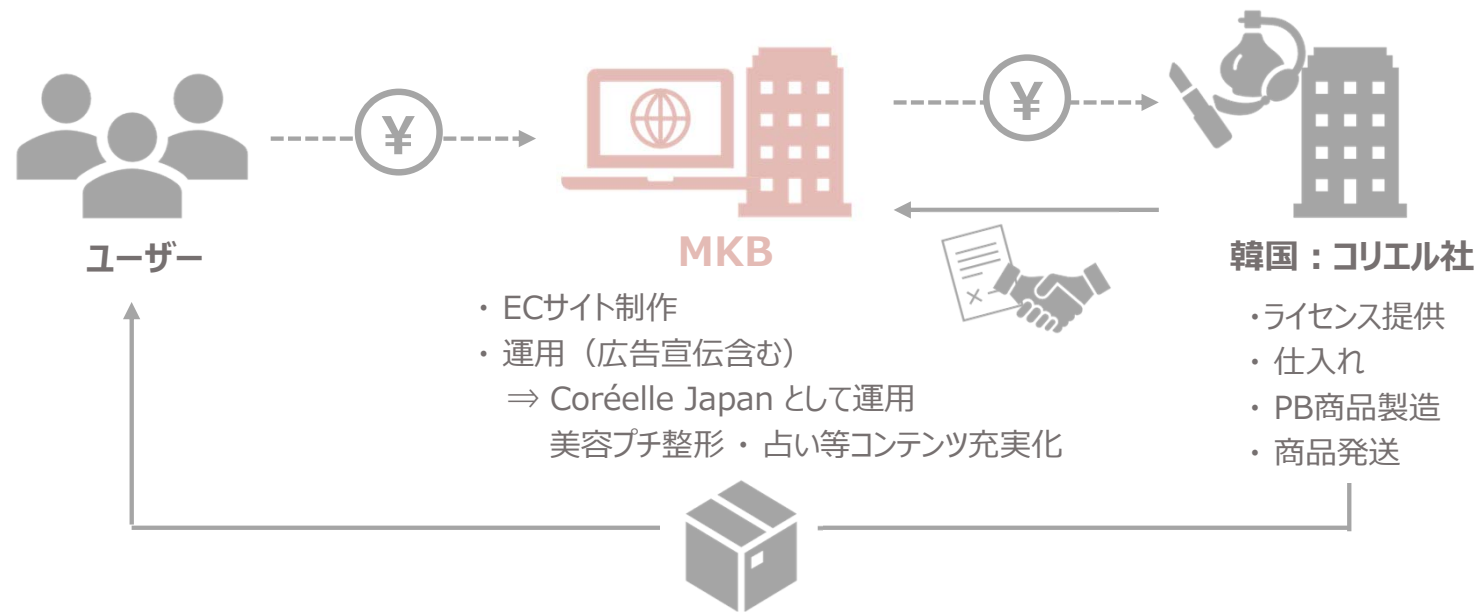 ¥
¥
ユーザー
MKB
韓国：コリエル社
・ ECサイト制作
・ 運用（広告宣伝含む）
⇒ Coréelle Japan として運用
美容プチ整形 ・ 占い等コンテンツ充実化
・ライセンス提供
・ 仕入れ
・ PB商品製造
・ 商品発送